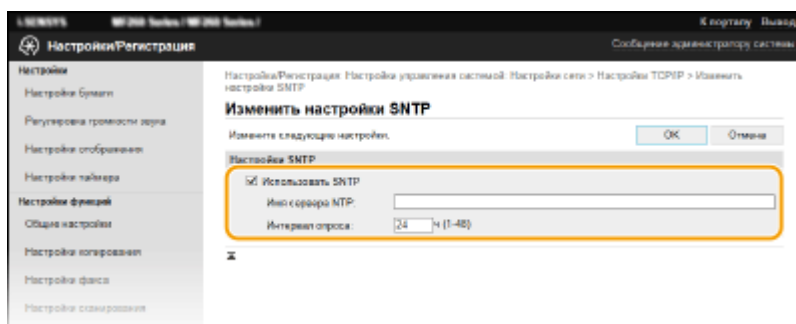 К порталу Выход
Настройки/Регистрация
Сообщение администратору системы
Настройки
Настройки бумаги
Регулировка громкости звука
Настройки отображения
Настройки таймера
Настройки функций
Общие настройки
Настройки копирования
Настройки факса
Настройки сканирования
Настройки/Регистрация: Настройки управления системой: Настройки сети > Настройки TCP/IP > Изменить
настройки SNTP
Изменить настройки SNTP
Измените следующие настройки.
OK Отмена
Настройки SNTP
Использовать SNTP
Имя сервера NTP:
Интервал опроса: 24 ч (1-48)